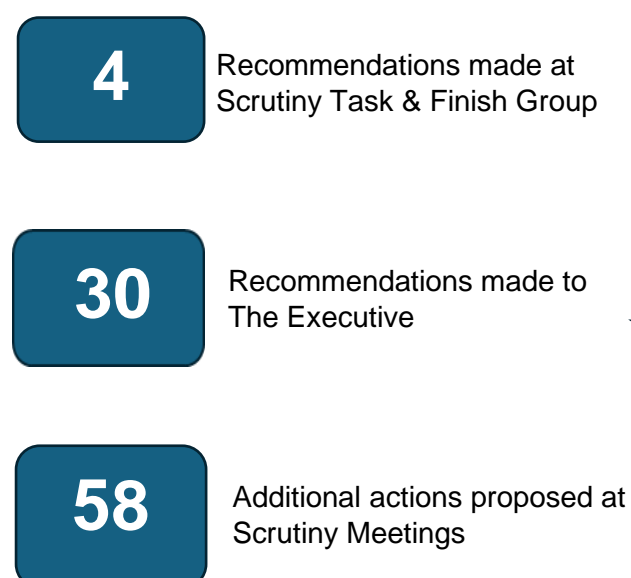 4
Recommendations made at
Scrutiny Task & Finish Group
30
Recommendations made to
The Executive
58
Additional actions proposed at
Scrutiny Meetings